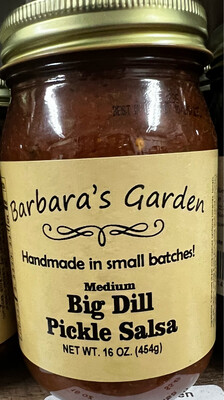 Barbara's Garden
Handmade in small batches!
Medium
Big Dill
Pickle Salsa
NET WT. 16 OZ. (454g)